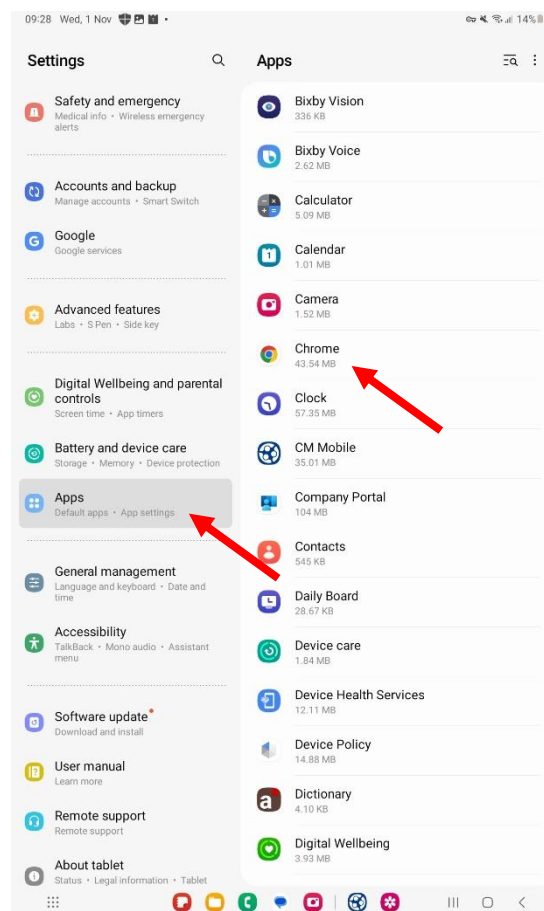 09:28 Wed, 1 Nov
14%
Settings
Safety and emergency
Medical info • Wireless emergency
alerts
Accounts and backup
Manage accounts • Smart Switch
Google
Google services
Advanced features
Labs • S Pen • Side key
Digital Wellbeing and parental
controls
Screen time • App timers
Battery and device care
Storage • Memory • Device protection
Apps
Default apps • App settings
General management
Language and keyboard • Date and
time
Accessibility
TalkBack • Mono audio • Assistant
menu
Software update
Download and install
User manual
Learn more
Remote support
Remote support
About tablet
Status • Legal information • Tablet
Apps
Bixby Vision
336 KB
Bixby Voice
2.62 MB
Calculator
5.09 MB
Calendar
1.01 MB
Camera
1.52 MB
Chrome
43.54 MB
Clock
57.35 MB
CM Mobile
35.01 MB
Company Portal
104 MB
Contacts
545 KB
Daily Board
28.67 KB
Device care
1.84 MB
Device Health Services
12.11 MB
Device Policy
14.88 MB
Dictionary
4.10 KB
Digital Wellbeing
3.93 MB